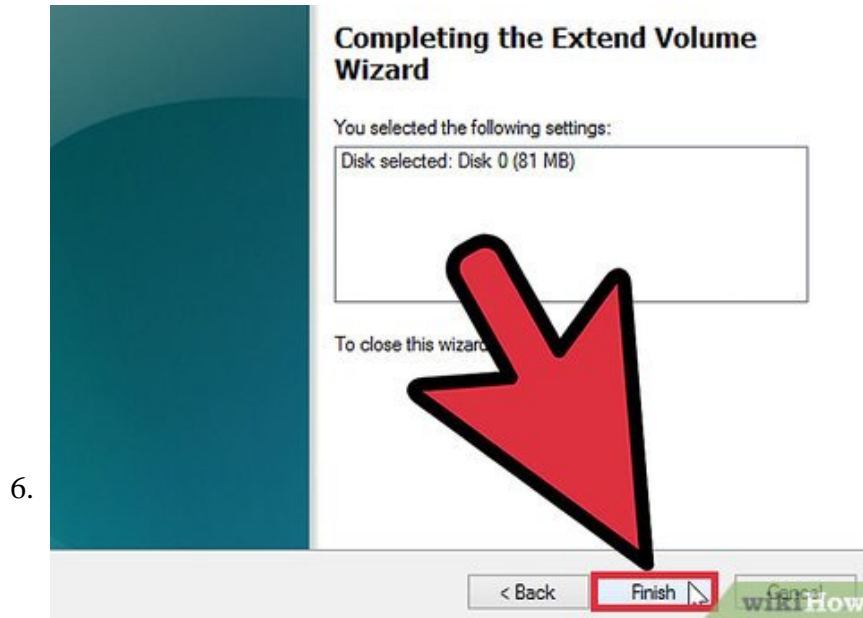 Completing the Extend Volume
Wizard
You selected the following settings:
Disk selected: Disk 0 (81 MB)
To close this wizard
6.
< Back
Finish
Cancel
wikiHow